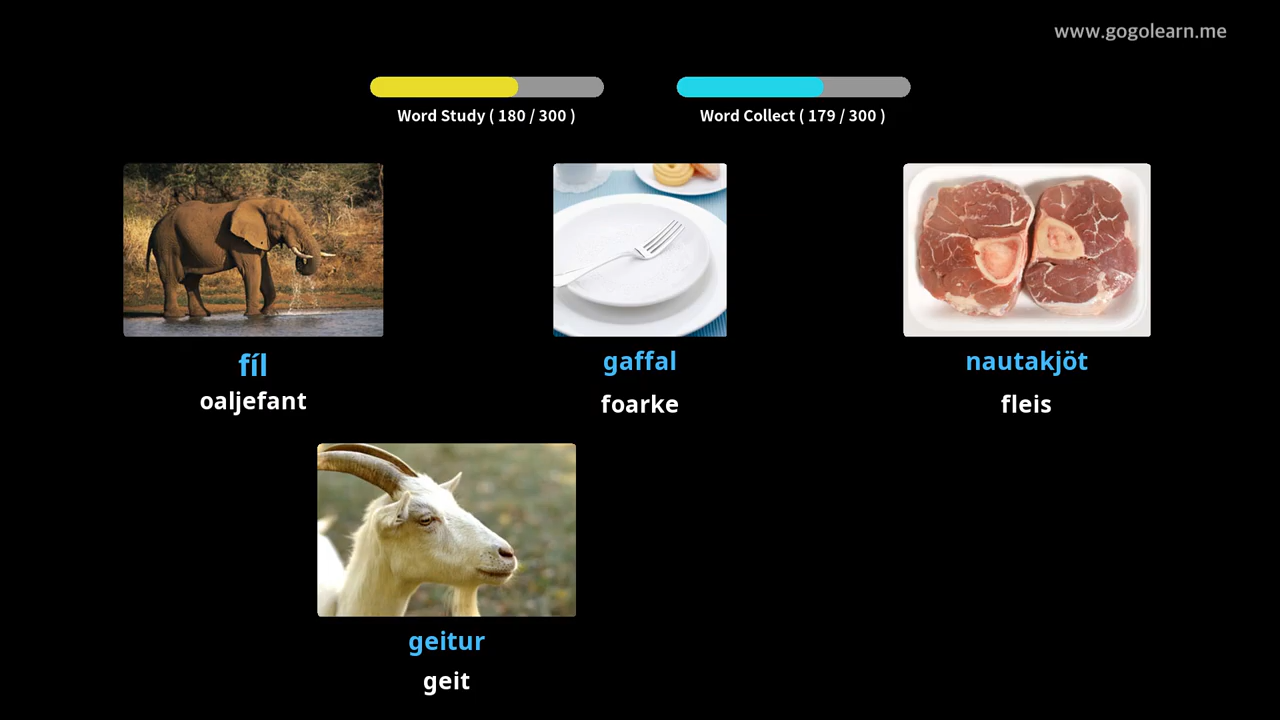 www.gogolearn.me
Word Study ( 180 / 300 )
Word Collect ( 179 / 300 )
fíl
oaljefant
gaffal
foarke
nautakjöt
fleis
geitur
geit